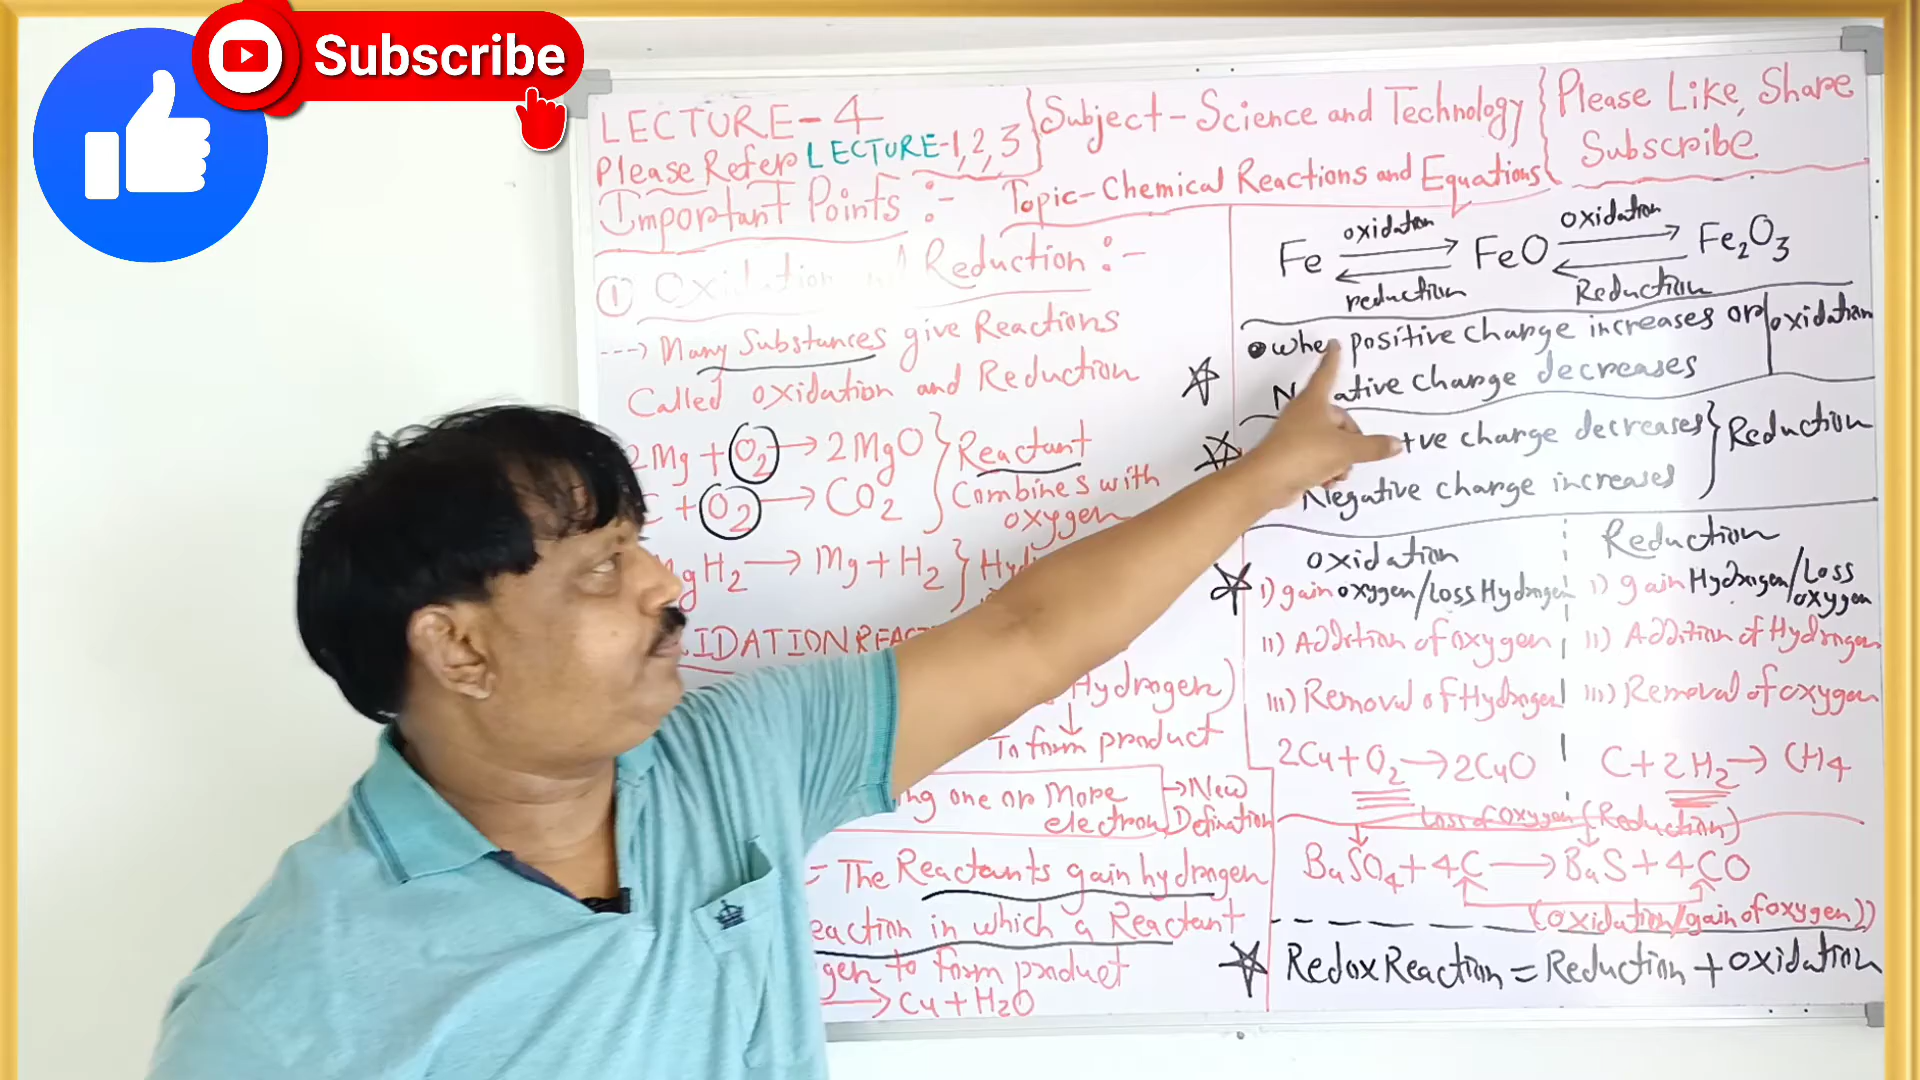 Subscribe
LECTURE-4
Please Refer LECTURE-1,2,3
Subject-Science and Technology
Please Like, Share
Subscribe
Important Points :-
Topic-Chemical Reactions and Equations
① Oxidation and Reduction :-
---> Many Substances give Reactions
Called oxidation and Reduction
2Mg + O2 → 2MgO
C + O2 → CO2
Reactant
Combines with
oxygen
MgH2 → Mg + H2
IDATION REAC
Hydrogen)
To form product
ng one or More
electron
→ New
Defination
= The Reactants gain hydrogen
eaction in which a Reactant
gen to form product
→ Cu + H2O
Fe oxidation FeO oxidation Fe2O3
reduction Reduction
• when positive charge increases or
Negative charge decreases
oxidation
+ve charge decreases
Negative charge increases
Reduction
Oxidation
i) gain oxygen/Loss Hydrogen
ii) Addition of oxygen
iii) Removal of Hydrogen
2Cu + O2 → 2CuO
Reduction
i) gain Hydrogen/Loss
oxygen
ii) Addition of Hydrogen
iii) Removal of oxygen
C + 2H2 → CH4
Loss of oxygen (Reduction)
BaSO4 + 4C → BaS + 4CO
(oxidation/gain of oxygen))
Redox Reaction = Reduction + oxidation